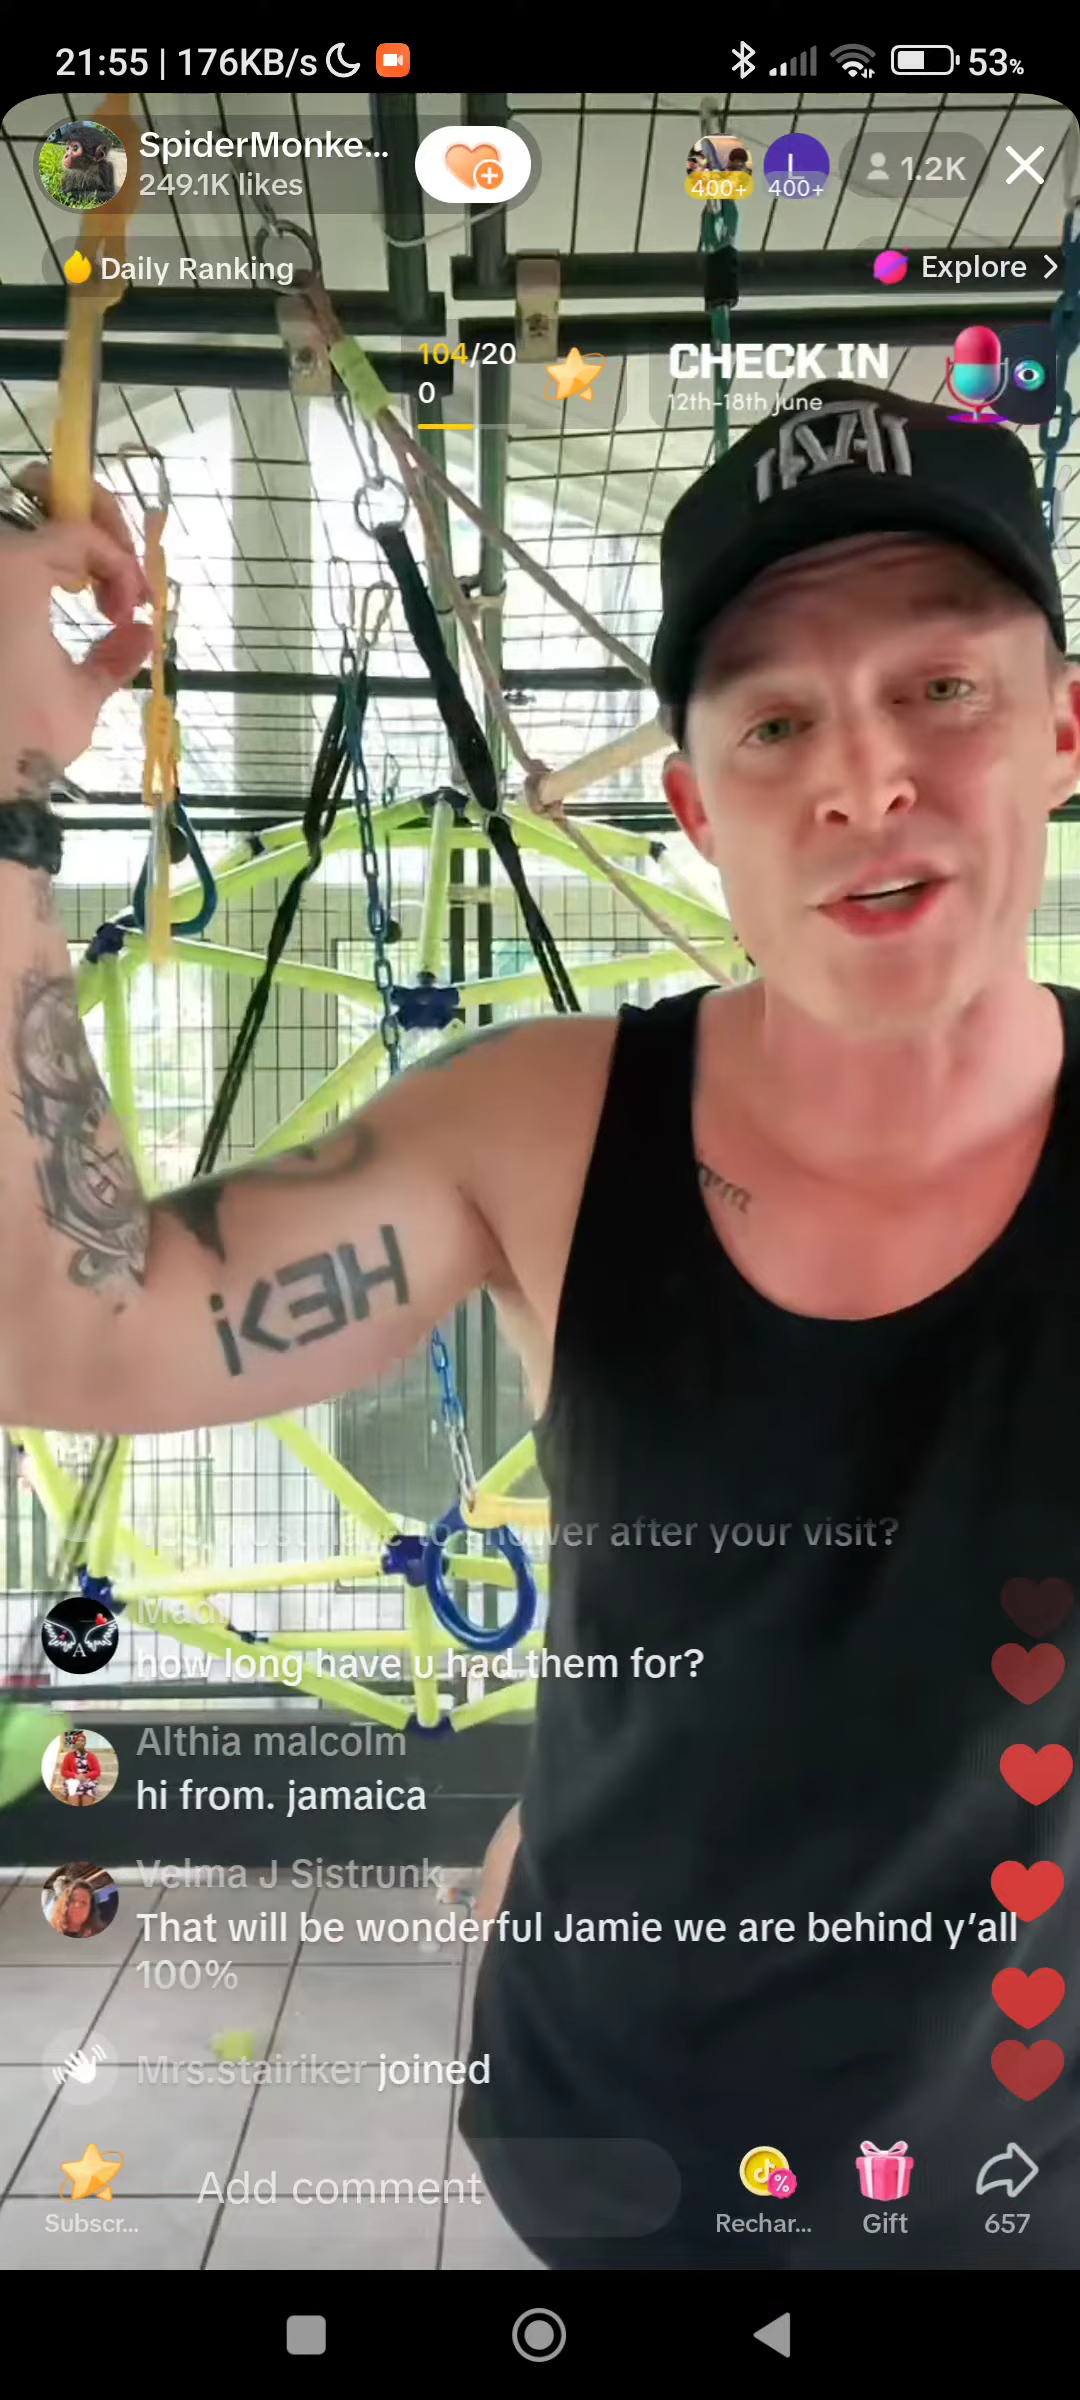 21:55 | 176KB/s
53%
SpiderMonke...
249.1K likes
400+
L
400+
1.2K
Daily Ranking
Explore
104/20
0
CHECK IN
12th-18th June
to shower after your visit?
Madi
how long have u had them for?
Althia malcolm
hi from. jamaica
Velma J Sistrunk
That will be wonderful Jamie we are behind y'all
100%
Mrs.stairiker joined
Add comment
Subscr...
Rechar...
Gift
657